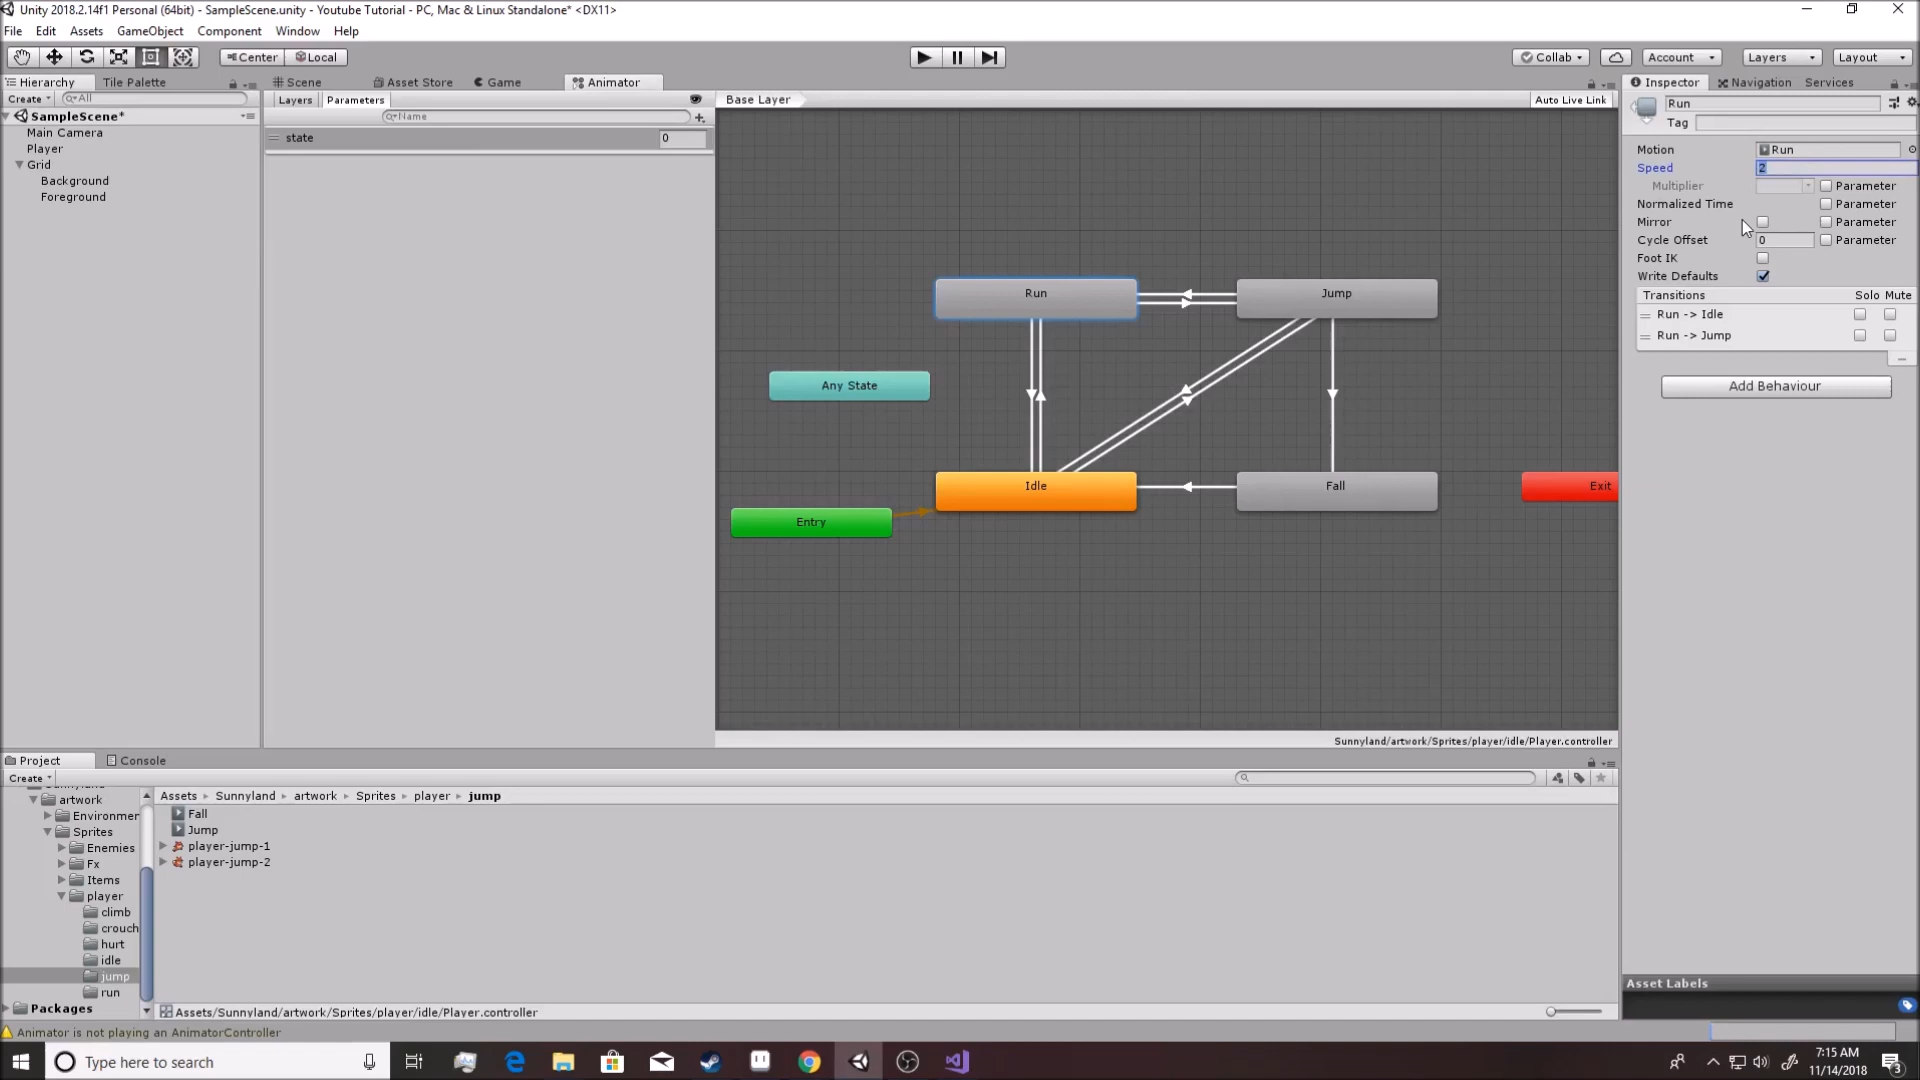 Unity 2018.2.14f1 Personal (64bit) - SampleScene.unity - Youtube Tutorial - PC, Mac & Linux Standalone* <DX11>
File Edit Assets GameObject Component Window Help
Center Local Collab Account Layers Layout
Hierarchy Tile Palette Scene Asset Store Game Animator Inspector Navigation Services
Create All Layers Parameters Base Layer Auto Live Link Run
SampleScene* Name Tag
Main Camera state 0
Player Motion Run
Grid Speed 2
Background Multiplier Parameter
Foreground Normalized Time Parameter
Mirror Parameter
Cycle Offset 0 Parameter
Foot IK
Write Defaults
Transitions Solo Mute
Run -> Idle
Run -> Jump
Add Behaviour
Run Jump
Any State
Idle Fall Exit
Entry
Sunnyland/artwork/Sprites/player/idle/Player.controller
Project Console
Create
Assets Sunnyland artwork Sprites player jump
artwork Fall
Environmer Jump
Sprites player-jump-1
Enemies player-jump-2
Fx
Items
player
climb
crouch
hurt
idle
jump
run
Packages Assets/Sunnyland/artwork/Sprites/player/idle/Player.controller
Asset Labels
Animator is not playing an AnimatorController
Type here to search
7:15 AM
11/14/2018
3